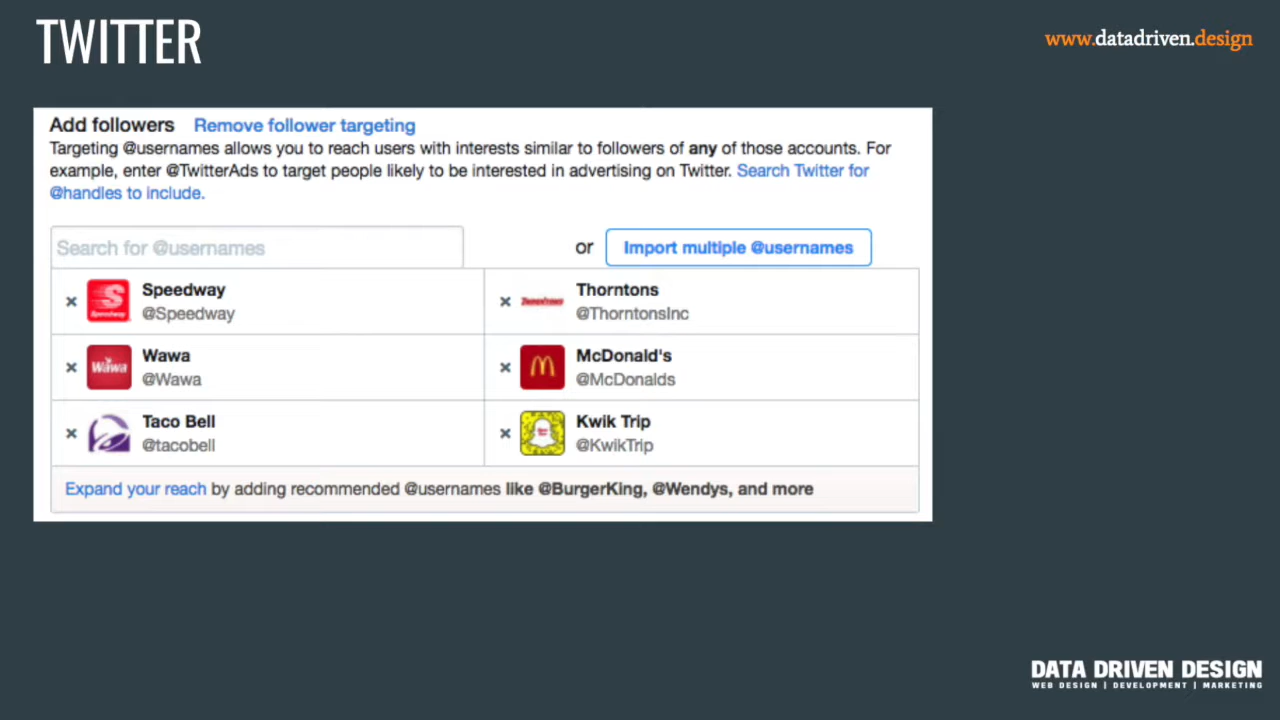 TWITTER
www.datadriven.design
Add followers Remove follower targeting
Targeting @usernames allows you to reach users with interests similar to followers of any of those accounts. For
example, enter @TwitterAds to target people likely to be interested in advertising on Twitter. Search Twitter for
@handles to include.
Search for @usernames
or
Import multiple @usernames
Speedway
Speedway
@Speedway
Thorntons
Thorntons
@ThorntonsInc
Wawa
Wawa
@Wawa
McDonald's
@McDonalds
Taco Bell
@tacobell
Kwik Trip
@KwikTrip
Expand your reach by adding recommended @usernames like @BurgerKing, @Wendys, and more
DATA DRIVEN DESIGN
WEB DESIGN | DEVELOPMENT | MARKETING